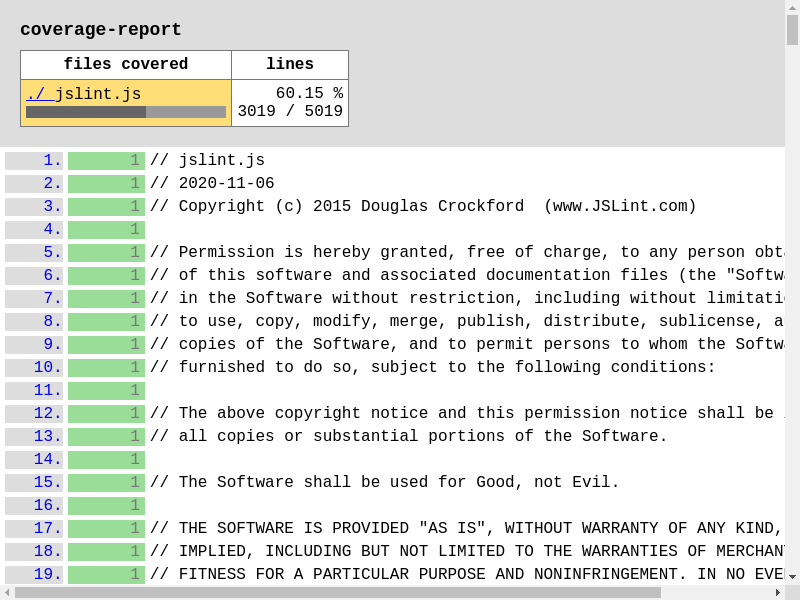 coverage-report
files covered lines
./ jslint.js 60.15 %
3019 / 5019
1. 1 // jslint.js
2. 1 // 2020-11-06
3. 1 // Copyright (c) 2015 Douglas Crockford  (www.JSLint.com)
4. 1
5. 1 // Permission is hereby granted, free of charge, to any person
6. 1 // of this software and associated documentation files (the
7. 1 // in the Software without restriction, including without
8. 1 // to use, copy, modify, merge, publish, distribute, sublicense,
9. 1 // copies of the Software, and to permit persons to whom the
10. 1 // furnished to do so, subject to the following conditions:
11. 1
12. 1 // The above copyright notice and this permission notice shall be
13. 1 // all copies or substantial portions of the Software.
14. 1
15. 1 // The Software shall be used for Good, not Evil.
16. 1
17. 1 // THE SOFTWARE IS PROVIDED "AS IS", WITHOUT WARRANTY OF ANY KIND,
18. 1 // IMPLIED, INCLUDING BUT NOT LIMITED TO THE WARRANTIES OF
19. 1 // FITNESS FOR A PARTICULAR PURPOSE AND NONINFRINGEMENT. IN NO